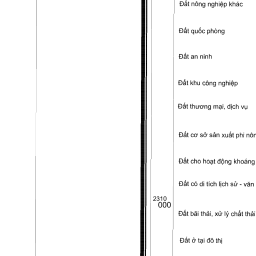 Đất nông nghiệp khác
Đất quốc phòng
Đất an ninh
Đất khu công nghiệp
Đất thương mại, dịch vụ
Đất cơ sở sản xuất phi nôn
Đất cho hoạt động khoáng
Đất có di tích lịch sử - văn
2310
000
Đất bãi thải, xử lý chất thải
Đất ở tại đô thị